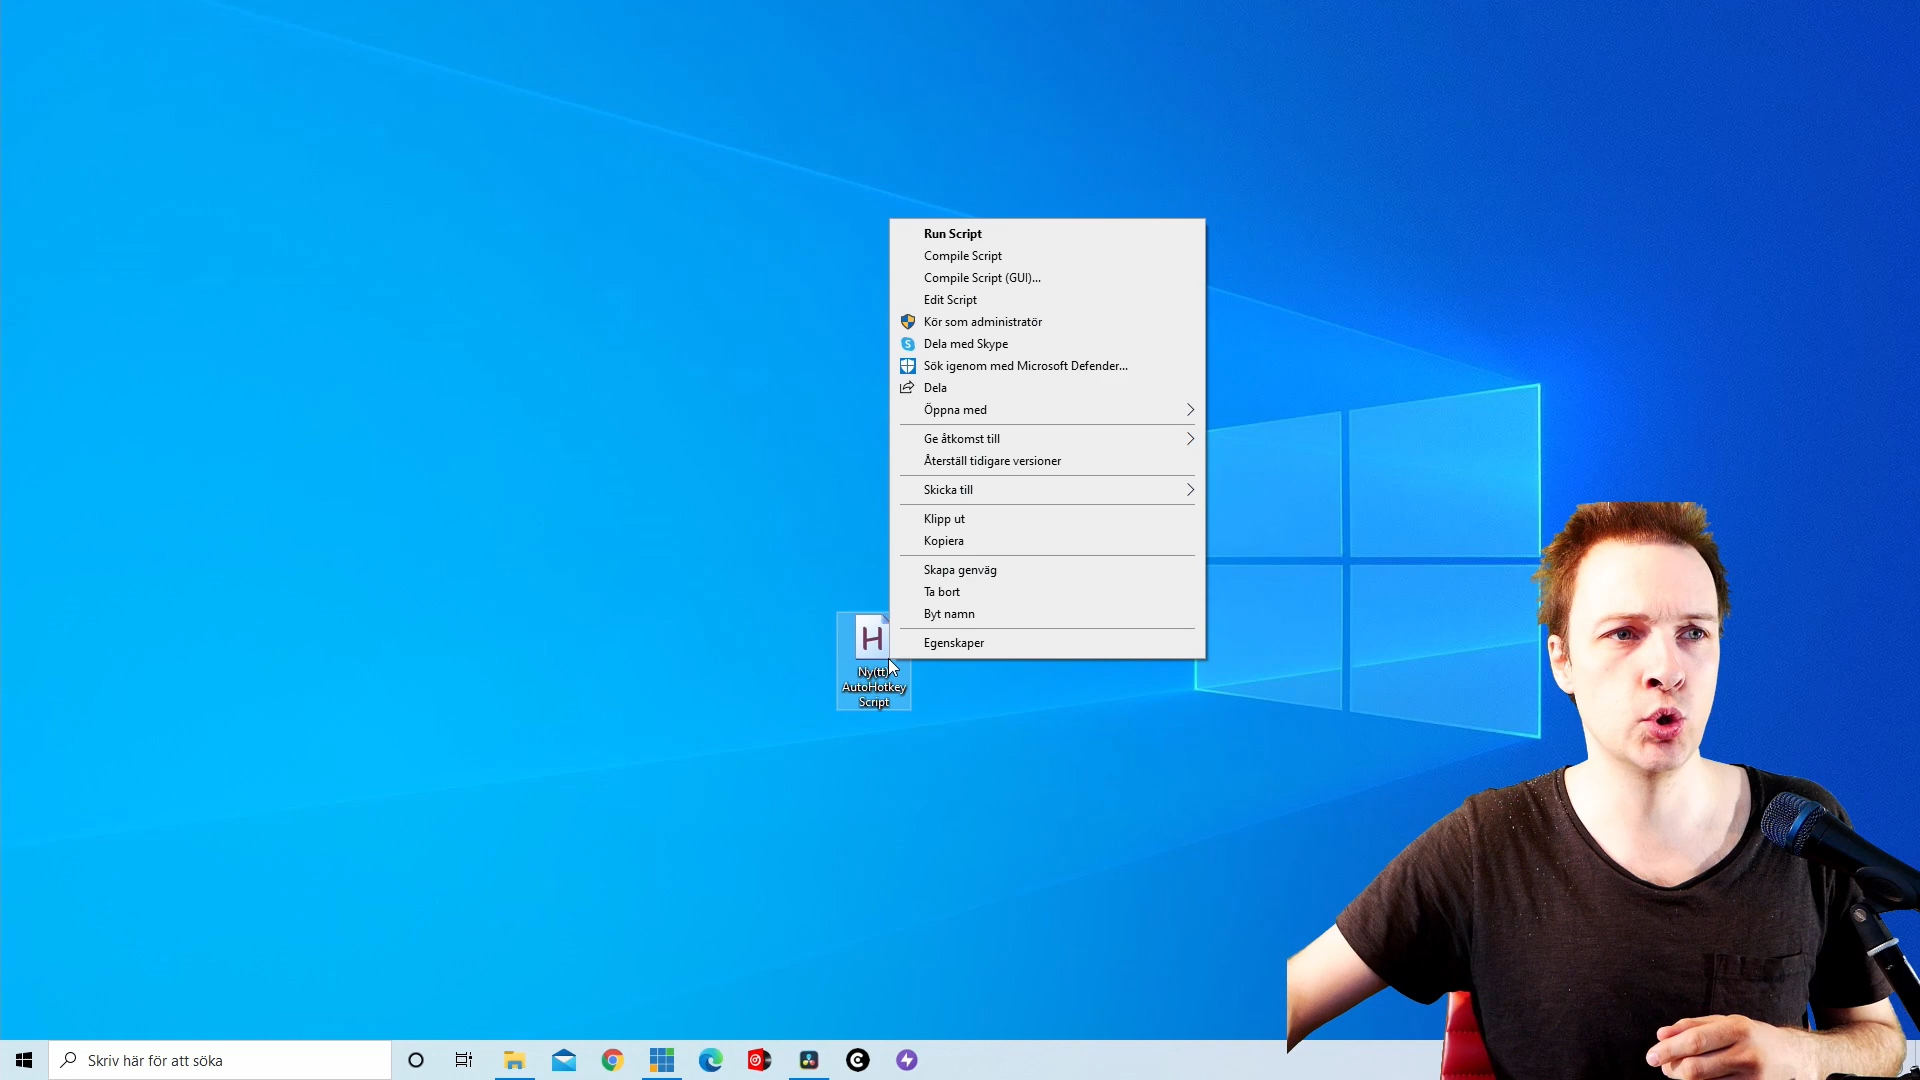 Run Script
Compile Script
Compile Script (GUI)...
Edit Script
Kör som administratör
S
Dela med Skype
Sök igenom med Microsoft Defender...
Dela
Öppna med
Ge åtkomst till
Återställ tidigare versioner
Skicka till
Klipp ut
Kopiera
Skapa genväg
Ta bort
Byt namn
Egenskaper
H
Ny(tt)
AutoHotkey
Script
Skriv här för att söka